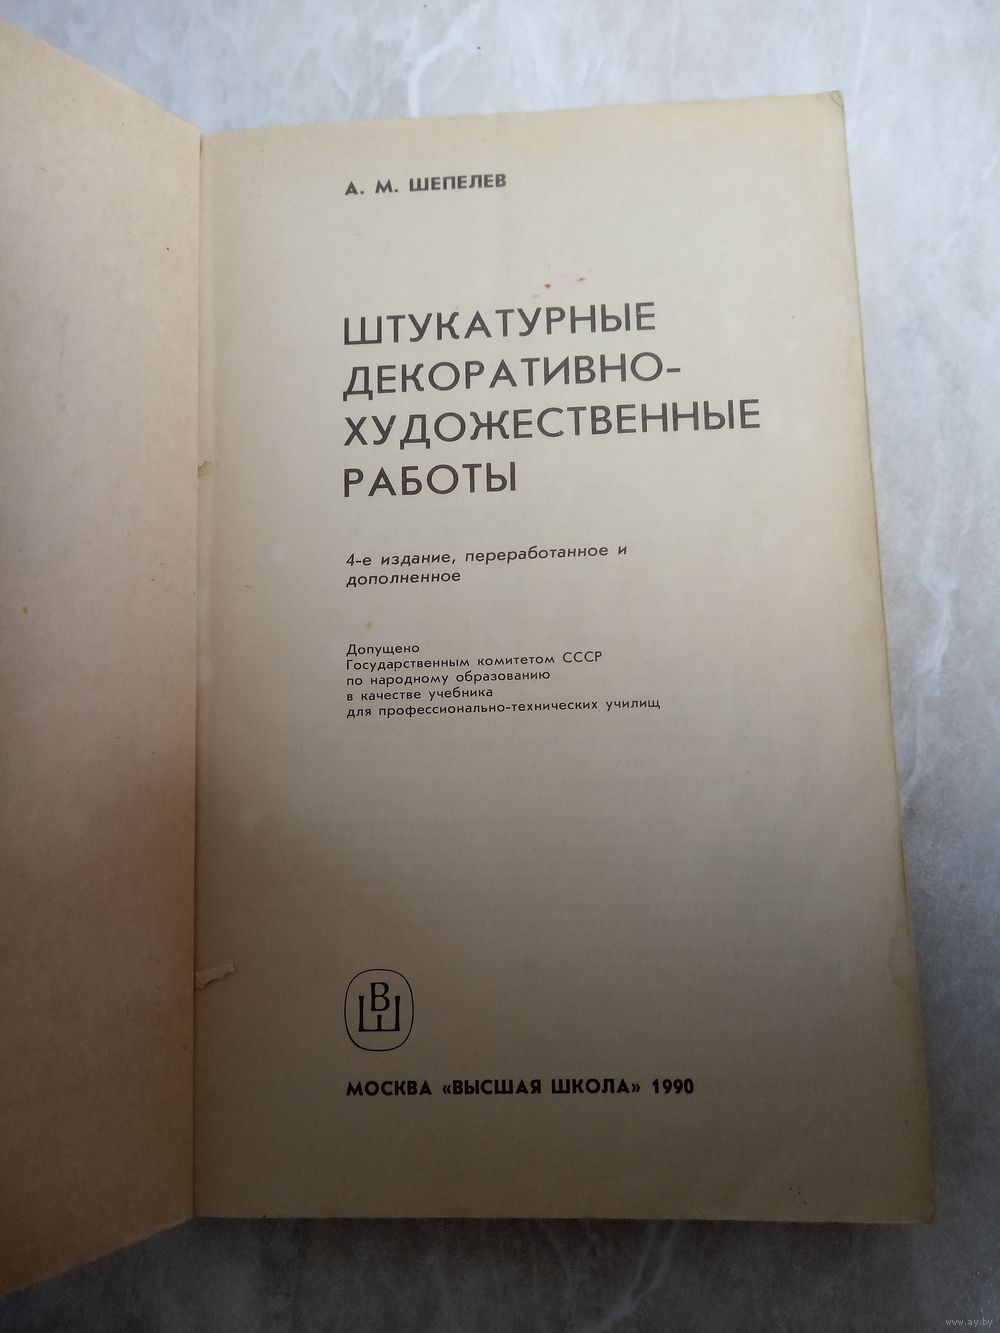 А. М. ШЕПЕЛЕВ
ШТУКАТУРНЫЕ
ДЕКОРАТИВНО-
ХУДОЖЕСТВЕННЫЕ
РАБОТЫ
4-е издание, переработанное и
дополненное
Допущено
Государственным комитетом СССР
по народному образованию
в качестве учебника
для профессионально-технических училищ
ВШ
МОСКВА «ВЫСШАЯ ШКОЛА» 1990
www.ay.by